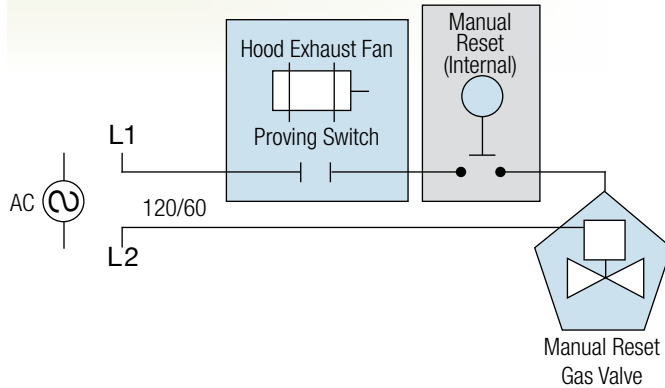 Manual
Reset
(Internal)
Hood Exhaust Fan
Proving Switch
L1
AC
120/60
L2
Manual Reset
Gas Valve